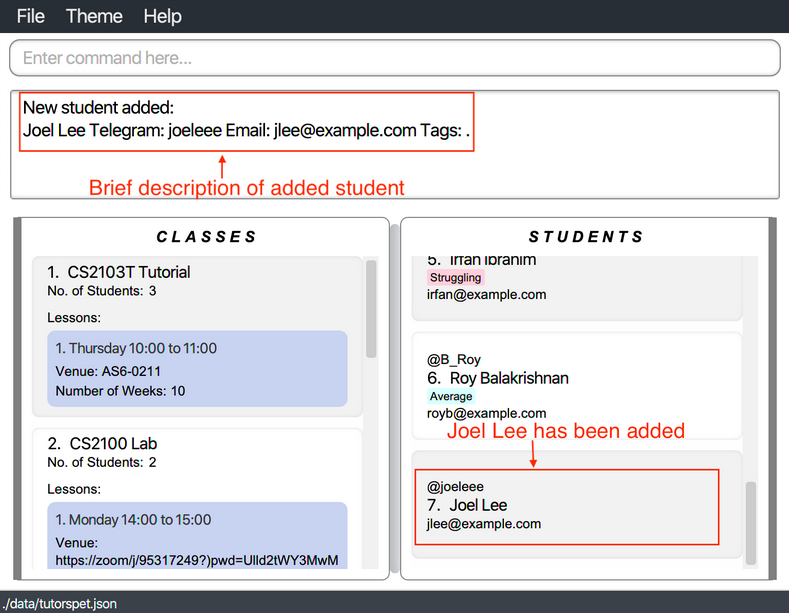 File Theme Help
Enter command here...
New student added:
Joel Lee Telegram: joeleee Email: jlee@example.com Tags: .
Brief description of added student
CLASSES
1. CS2103T Tutorial
No. of Students: 3
Lessons:
1. Thursday 10:00 to 11:00
Venue: AS6-0211
Number of Weeks: 10
2. CS2100 Lab
No. of Students: 2
Lessons:
1. Monday 14:00 to 15:00
Venue:
https://zoom/j/95317249?)pwd=Ulld2tWY3MwM
STUDENTS
5. Irfan Ibrahim
Struggling
irfan@example.com
@B_Roy
6. Roy Balakrishnan
Average
royb@example.com
Joel Lee has been added
@joeleee
7. Joel Lee
jlee@example.com
./data/tutorspet.json